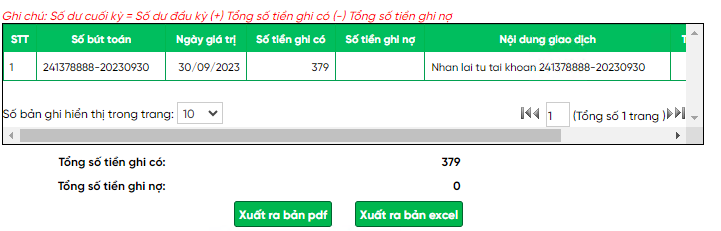 Ghi chú: Số dư cuối kỳ = Số dư đầu kỳ (+) Tổng số tiền ghi có (-) Tổng số tiền ghi nợ
STT Số bút toán Ngày giá trị Số tiền ghi có Số tiền ghi nợ Nội dung giao dịch T
1 241378888-20230930 30/09/2023 379 Nhan lai tu tai khoan 241378888-20230930
Số bản ghi hiển thị trong trang: 10 1 (Tổng số 1 trang )
Tổng số tiền ghi có: 379
Tổng số tiền ghi nợ: 0
Xuất ra bản pdf Xuất ra bản excel